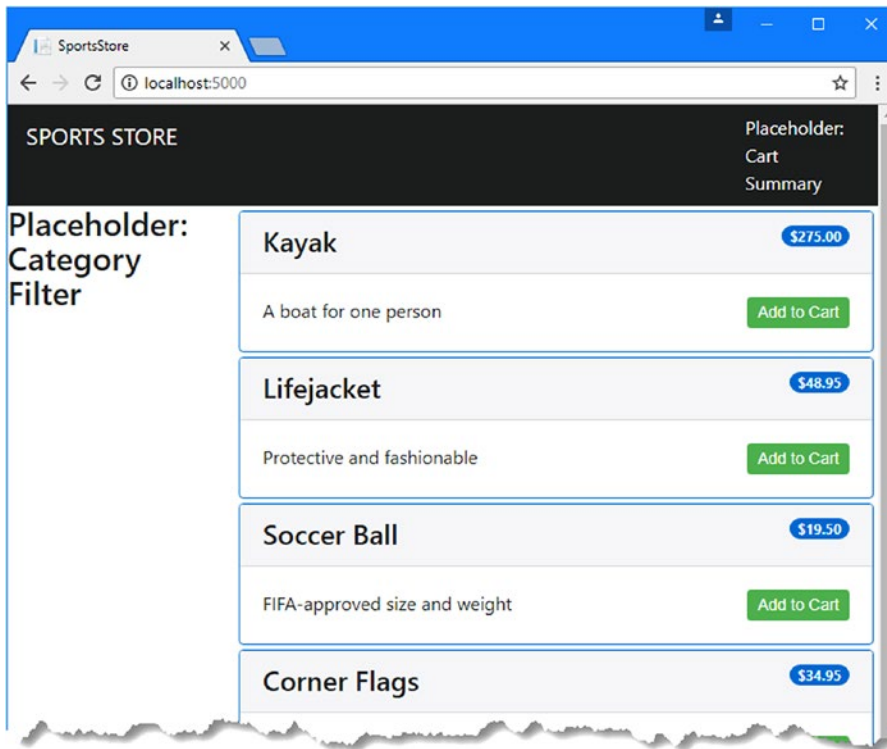 SportsStore
localhost:5000
SPORTS STORE
Placeholder:
Cart
Summary
Placeholder:
Category
Filter
Kayak
$275.00
A boat for one person
Add to Cart
Lifejacket
$48.95
Protective and fashionable
Add to Cart
Soccer Ball
$19.50
FIFA-approved size and weight
Add to Cart
Corner Flags
$34.95